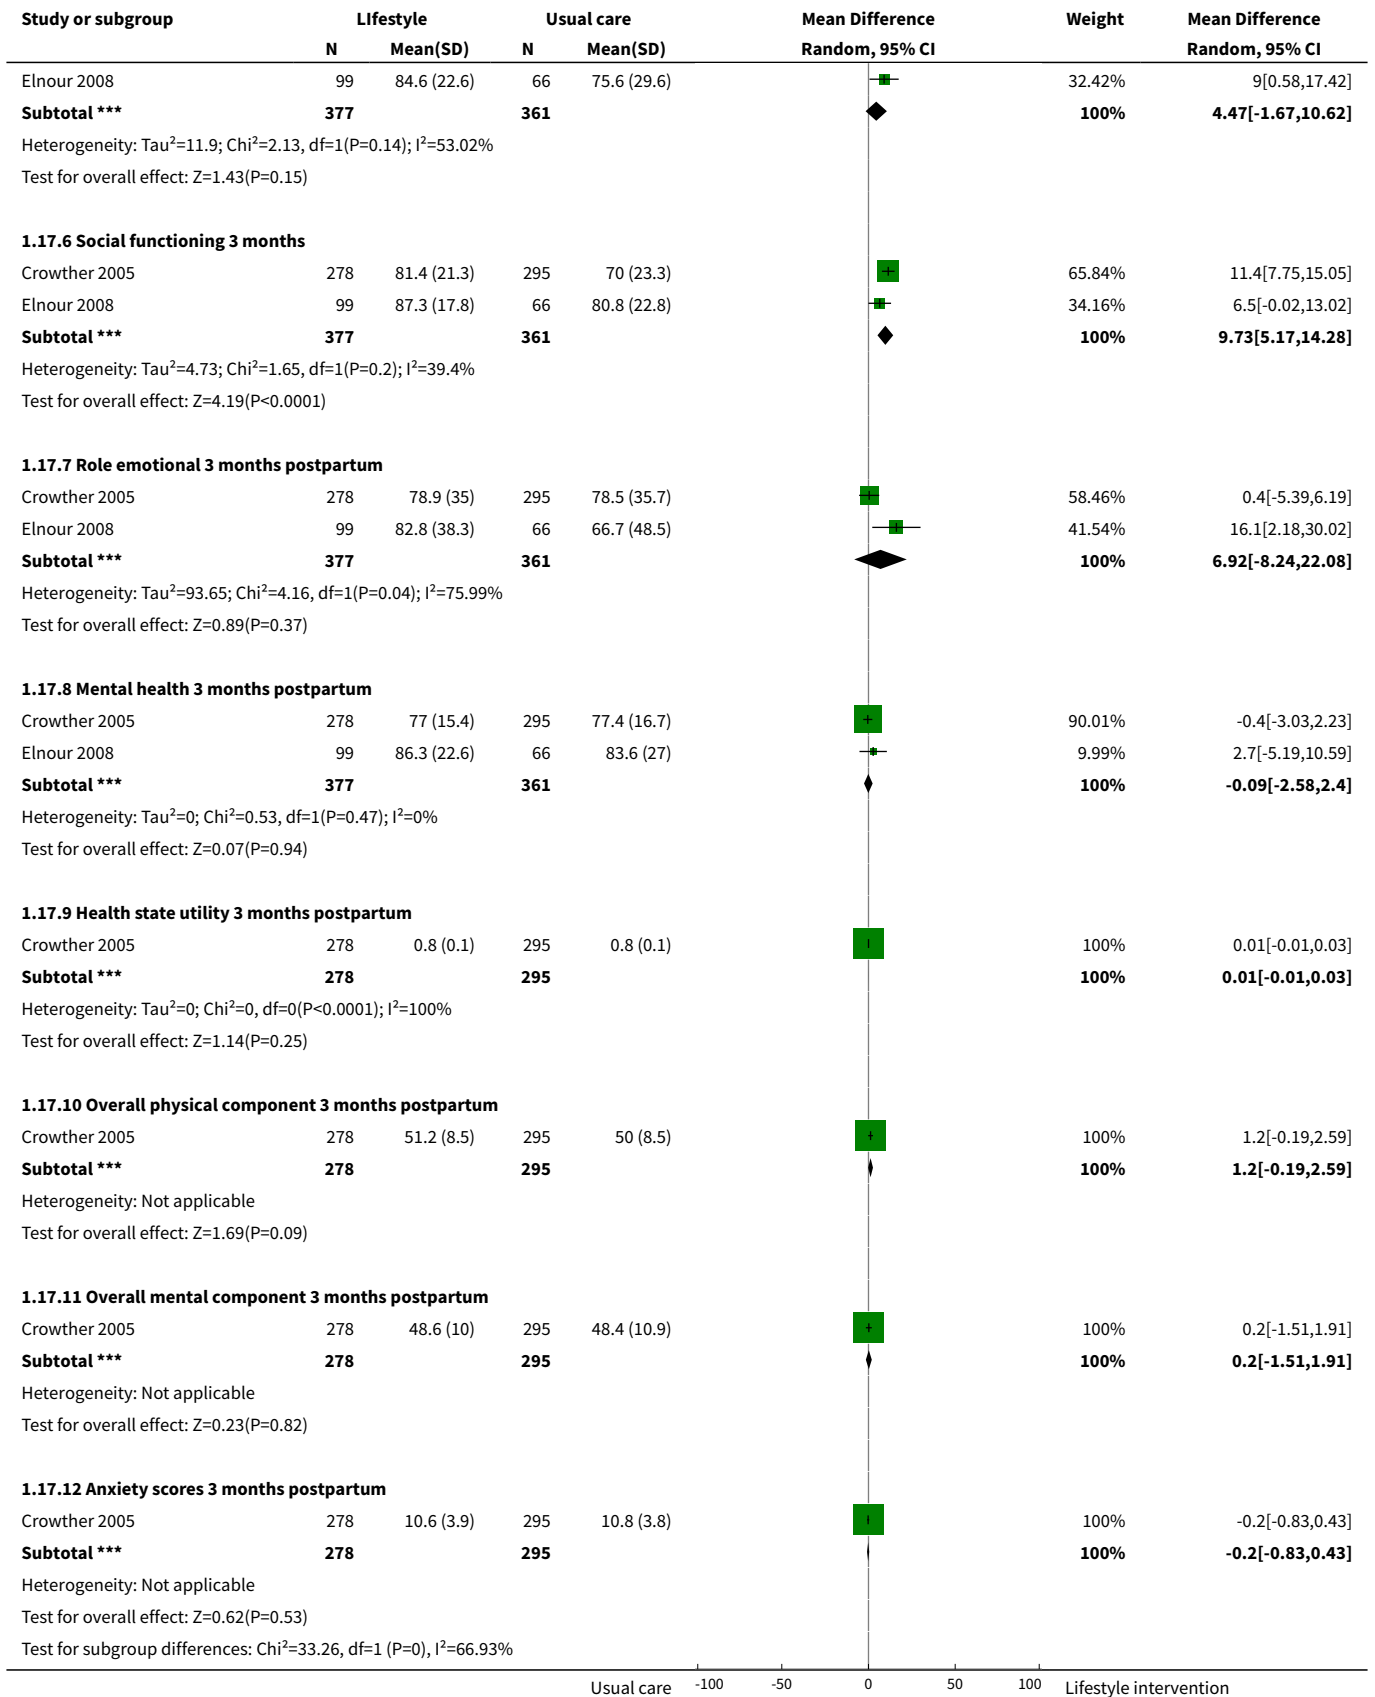 Study or subgroup LIfestyle Usual care Mean Difference Weight Mean Difference
N Mean(SD) N Mean(SD) Random, 95% CI Random, 95% CI
Elnour 2008 99 84.6 (22.6) 66 75.6 (29.6) 32.42% 9[0.58,17.42]
Subtotal *** 377 361 100% 4.47[-1.67,10.62]
Heterogeneity: Tau²=11.9; Chi²=2.13, df=1(P=0.14); I²=53.02%
Test for overall effect: Z=1.43(P=0.15)
1.17.6 Social functioning 3 months
Crowther 2005 278 81.4 (21.3) 295 70 (23.3) 65.84% 11.4[7.75,15.05]
Elnour 2008 99 87.3 (17.8) 66 80.8 (22.8) 34.16% 6.5[-0.02,13.02]
Subtotal *** 377 361 100% 9.73[5.17,14.28]
Heterogeneity: Tau²=4.73; Chi²=1.65, df=1(P=0.2); I²=39.4%
Test for overall effect: Z=4.19(P<0.0001)
1.17.7 Role emotional 3 months postpartum
Crowther 2005 278 78.9 (35) 295 78.5 (35.7) 58.46% 0.4[-5.39,6.19]
Elnour 2008 99 82.8 (38.3) 66 66.7 (48.5) 41.54% 16.1[2.18,30.02]
Subtotal *** 377 361 100% 6.92[-8.24,22.08]
Heterogeneity: Tau²=93.65; Chi²=4.16, df=1(P=0.04); I²=75.99%
Test for overall effect: Z=0.89(P=0.37)
1.17.8 Mental health 3 months postpartum
Crowther 2005 278 77 (15.4) 295 77.4 (16.7) 90.01% -0.4[-3.03,2.23]
Elnour 2008 99 86.3 (22.6) 66 83.6 (27) 9.99% 2.7[-5.19,10.59]
Subtotal *** 377 361 100% -0.09[-2.58,2.4]
Heterogeneity: Tau²=0; Chi²=0.53, df=1(P=0.47); I²=0%
Test for overall effect: Z=0.07(P=0.94)
1.17.9 Health state utility 3 months postpartum
Crowther 2005 278 0.8 (0.1) 295 0.8 (0.1) 100% 0.01[-0.01,0.03]
Subtotal *** 278 295 100% 0.01[-0.01,0.03]
Heterogeneity: Tau²=0; Chi²=0, df=0(P<0.0001); I²=100%
Test for overall effect: Z=1.14(P=0.25)
1.17.10 Overall physical component 3 months postpartum
Crowther 2005 278 51.2 (8.5) 295 50 (8.5) 100% 1.2[-0.19,2.59]
Subtotal *** 278 295 100% 1.2[-0.19,2.59]
Heterogeneity: Not applicable
Test for overall effect: Z=1.69(P=0.09)
1.17.11 Overall mental component 3 months postpartum
Crowther 2005 278 48.6 (10) 295 48.4 (10.9) 100% 0.2[-1.51,1.91]
Subtotal *** 278 295 100% 0.2[-1.51,1.91]
Heterogeneity: Not applicable
Test for overall effect: Z=0.23(P=0.82)
1.17.12 Anxiety scores 3 months postpartum
Crowther 2005 278 10.6 (3.9) 295 10.8 (3.8) 100% -0.2[-0.83,0.43]
Subtotal *** 278 295 100% -0.2[-0.83,0.43]
Heterogeneity: Not applicable
Test for overall effect: Z=0.62(P=0.53)
Test for subgroup differences: Chi²=33.26, df=1 (P=0), I²=66.93%
Usual care -100 -50 0 50 100 Lifestyle intervention